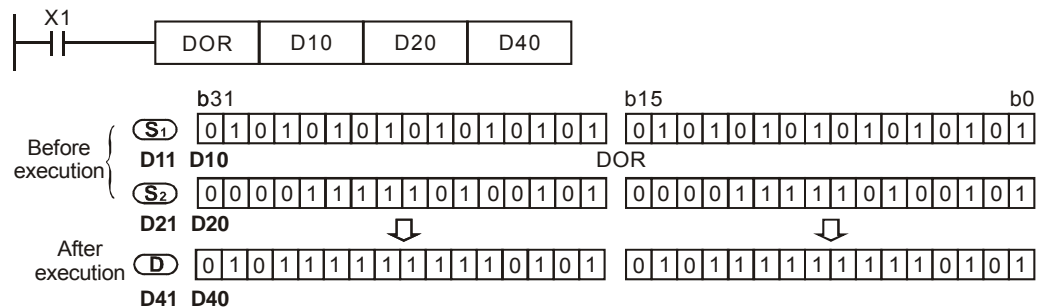 X1
DOR D10 D20 D40
b31 b15 b0
Before execution
S1 0 1 0 1 0 1 0 1 0 1 0 1 0 1 0 1 0 1 0 1 0 1 0 1 0 1 0 1 0 1 0 1
D11 D10 DOR
S2 0 0 0 0 1 1 1 1 1 0 1 0 0 1 0 1 0 0 0 0 1 1 1 1 1 0 1 0 0 1 0 1
D21 D20
After execution
D 0 1 0 1 1 1 1 1 1 1 1 1 0 1 0 1 0 1 0 1 1 1 1 1 1 1 1 1 0 1 0 1
D41 D40